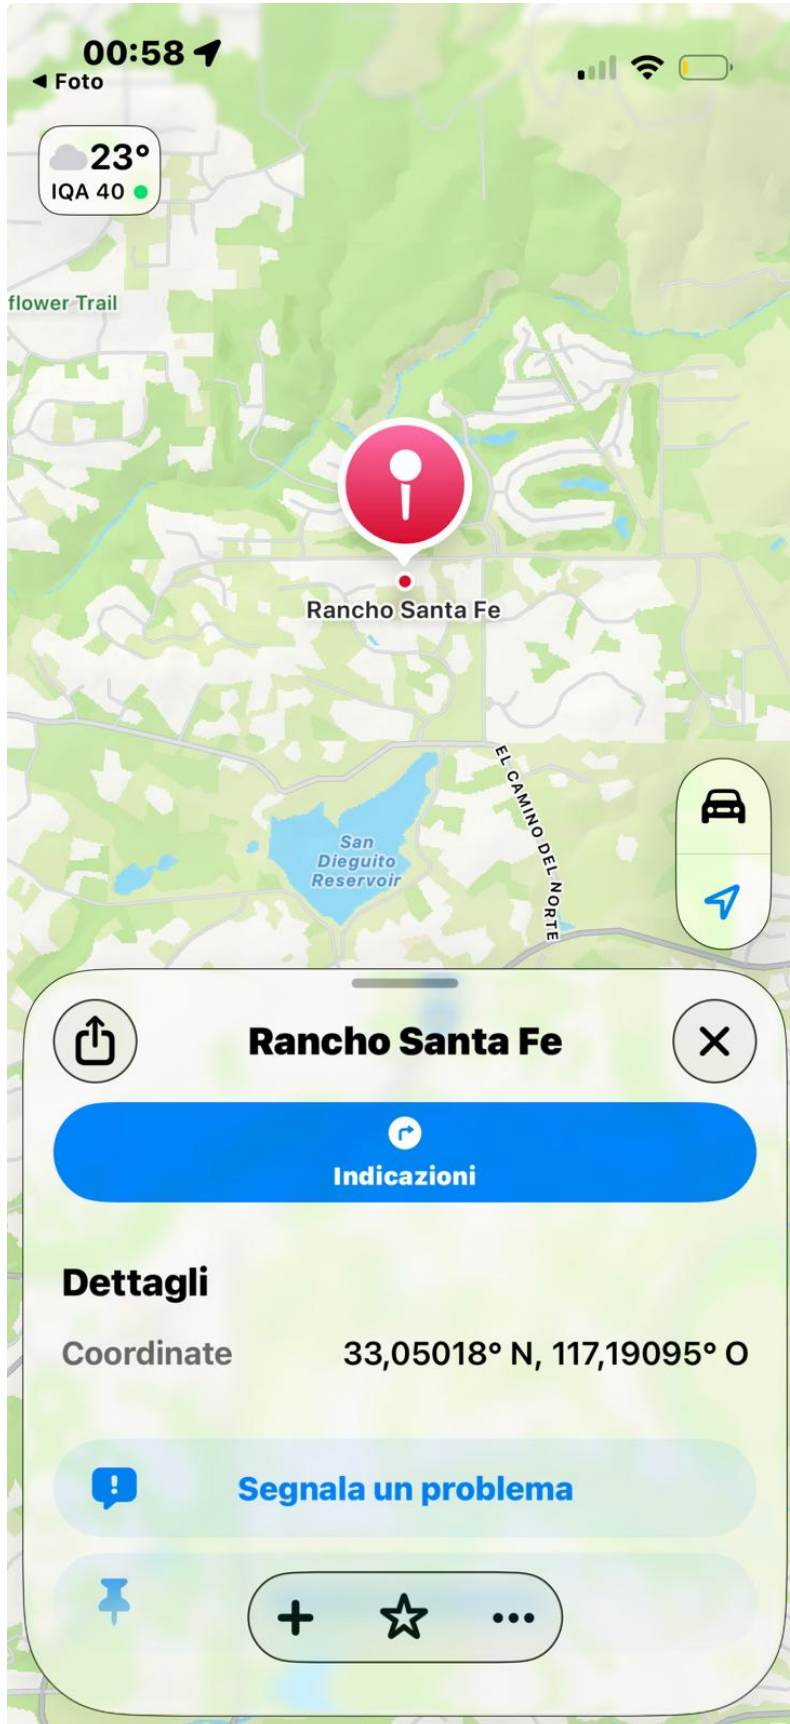 00:58
◀ Foto
23°
IQA 40
flower Trail
Rancho Santa Fe
EL CAMINO DEL NORTE
San
Dieguito
Reservoir
Rancho Santa Fe
Indicazioni
Dettagli
Coordinate 33,05018° N, 117,19095° O
Segnala un problema